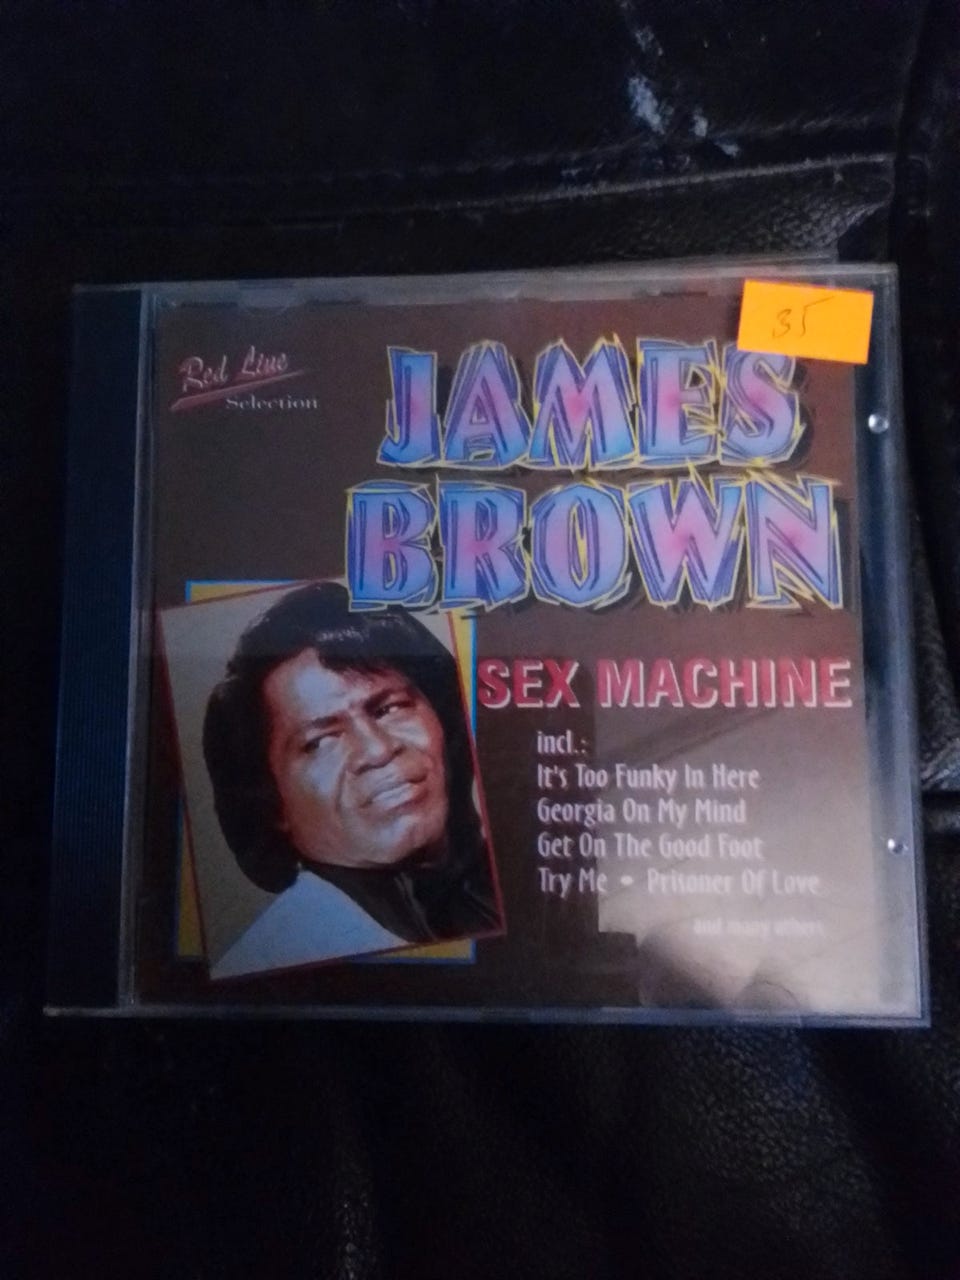 35
Red Line
Selection
JAMES
BROWN
SEX MACHINE
incl.:
It's Too Funky In Here
Georgia On My Mind
Get On The Good Foot
Try Me • Prisoner Of Love
and many others